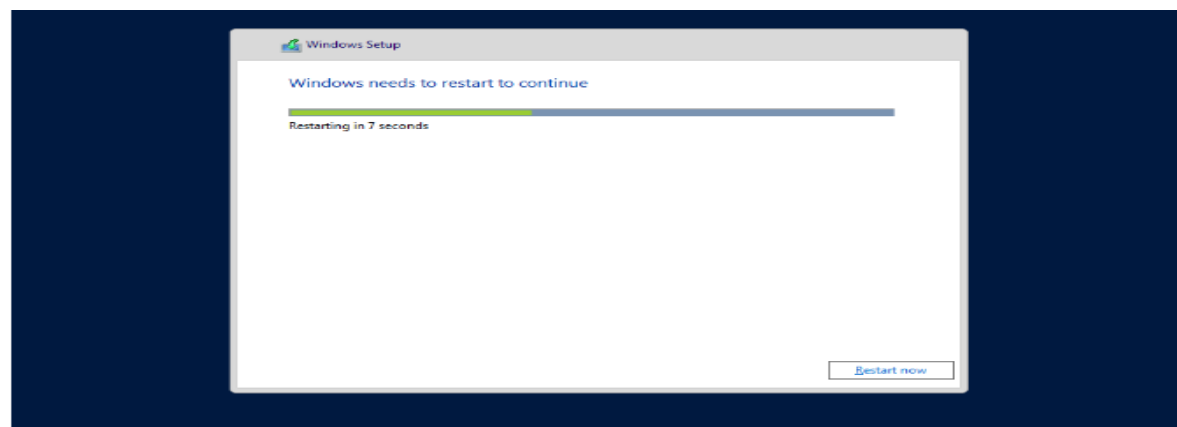 Windows Setup
Windows needs to restart to continue
Restarting in 7 seconds
Restart now